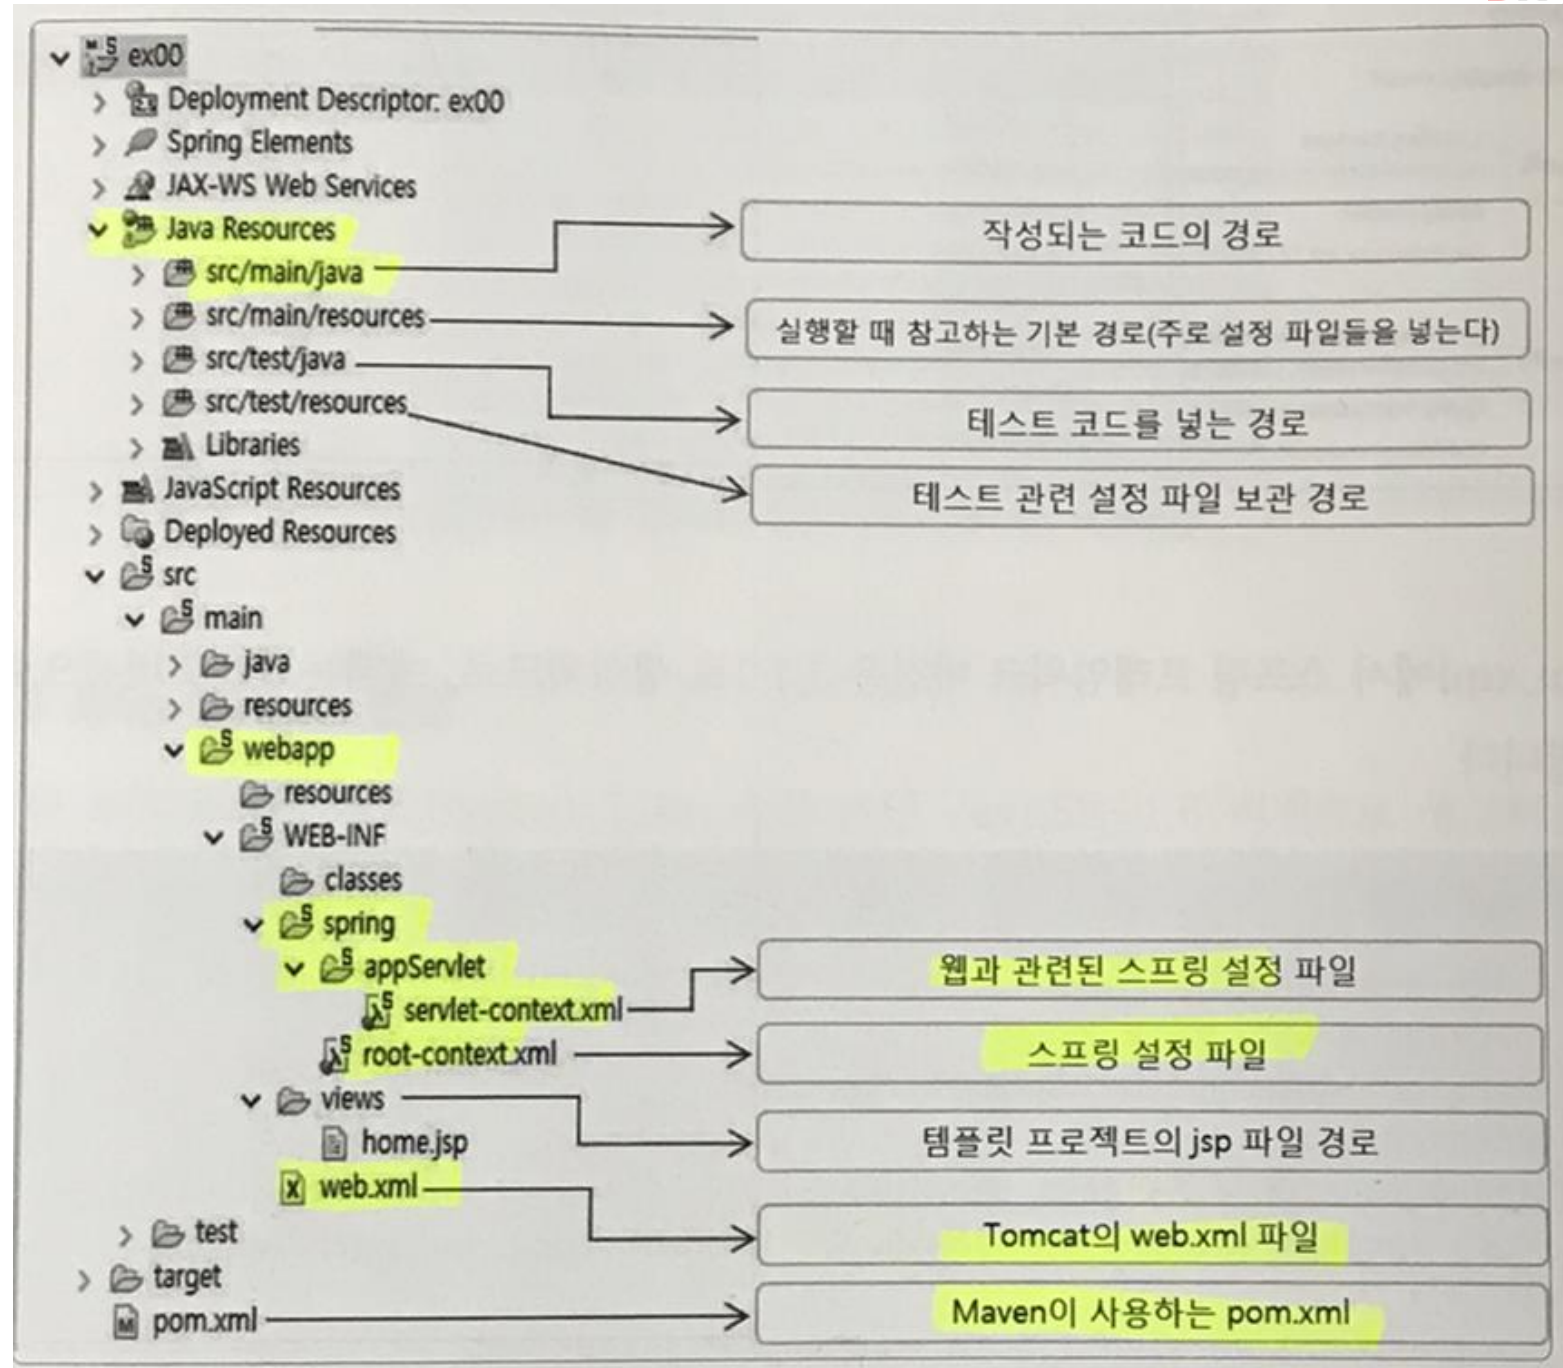 ex00
Deployment Descriptor: ex00
Spring Elements
JAX-WS Web Services
Java Resources
작성되는 코드의 경로
src/main/java
src/main/resources
실행할 때 참고하는 기본 경로(주로 설정 파일들을 넣는다)
src/test/java
src/test/resources
테스트 코드를 넣는 경로
Libraries
JavaScript Resources
테스트 관련 설정 파일 보관 경로
Deployed Resources
src
main
java
resources
webapp
resources
WEB-INF
classes
spring
appServlet
웹과 관련된 스프링 설정 파일
servlet-context.xml
root-context.xml
스프링 설정 파일
views
home.jsp
템플릿 프로젝트의 jsp 파일 경로
web.xml
test
Tomcat의 web.xml 파일
target
pom.xml
Maven이 사용하는 pom.xml